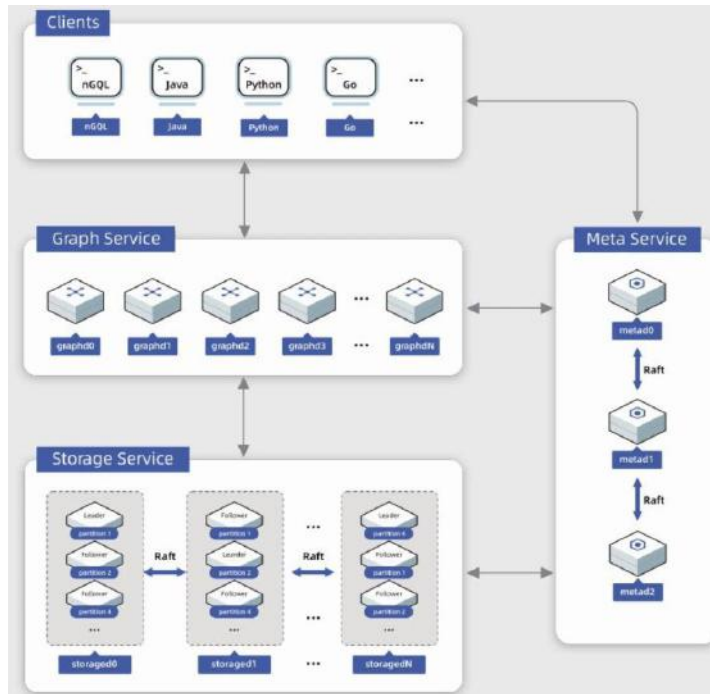 Clients
>_ >_ >_ >_
nGQL Java Python Go ...
nGQL Java Python Go ...
Graph Service
Meta Service
...
graphd0 graphd1 graphd2 graphd3 ... graphdN
metad0
Raft
metad1
Raft
metad2
Storage Service
Leader Follower Leader
partition 1 partition 1 ... partition 4
Raft Raft
Follower Leader Follower
partition 2 partition 2 partition 1
Follower Follower Follower
partition 4 partition 4 ... partition 2
... ... ...
storaged0 storaged1 ... storagedN